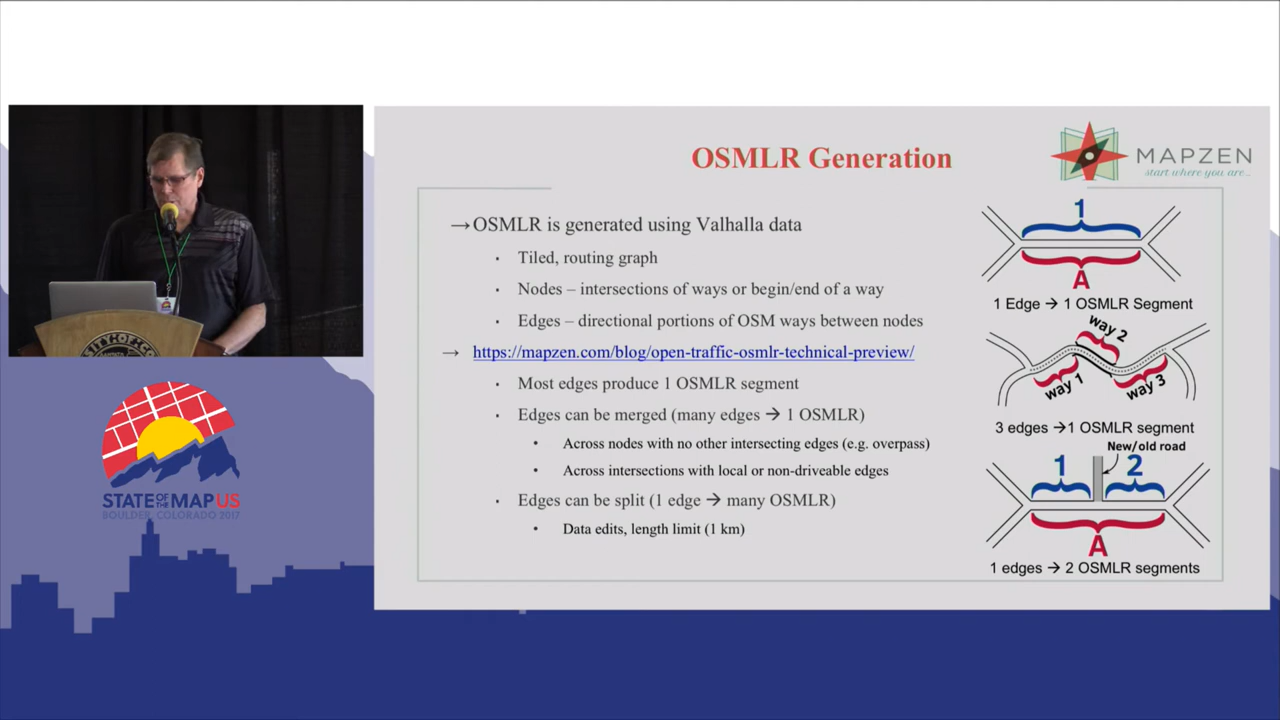 OSMLR Generation
MAPZEN
start where you are...
→ OSMLR is generated using Valhalla data
• Tiled, routing graph
• Nodes – intersections of ways or begin/end of a way
• Edges – directional portions of OSM ways between nodes
→ https://mapzen.com/blog/open-traffic-osmlr-technical-preview/
• Most edges produce 1 OSMLR segment
• Edges can be merged (many edges → 1 OSMLR)
• Across nodes with no other intersecting edges (e.g. overpass)
• Across intersections with local or non-driveable edges
• Edges can be split (1 edge → many OSMLR)
• Data edits, length limit (1 km)
1
A
1 Edge → 1 OSMLR Segment
way 2
way 1
way 3
3 edges →1 OSMLR segment
New/old road
1 2
A
1 edges → 2 OSMLR segments
STATE OF THE MAP US
BOULDER, COLORADO 2017